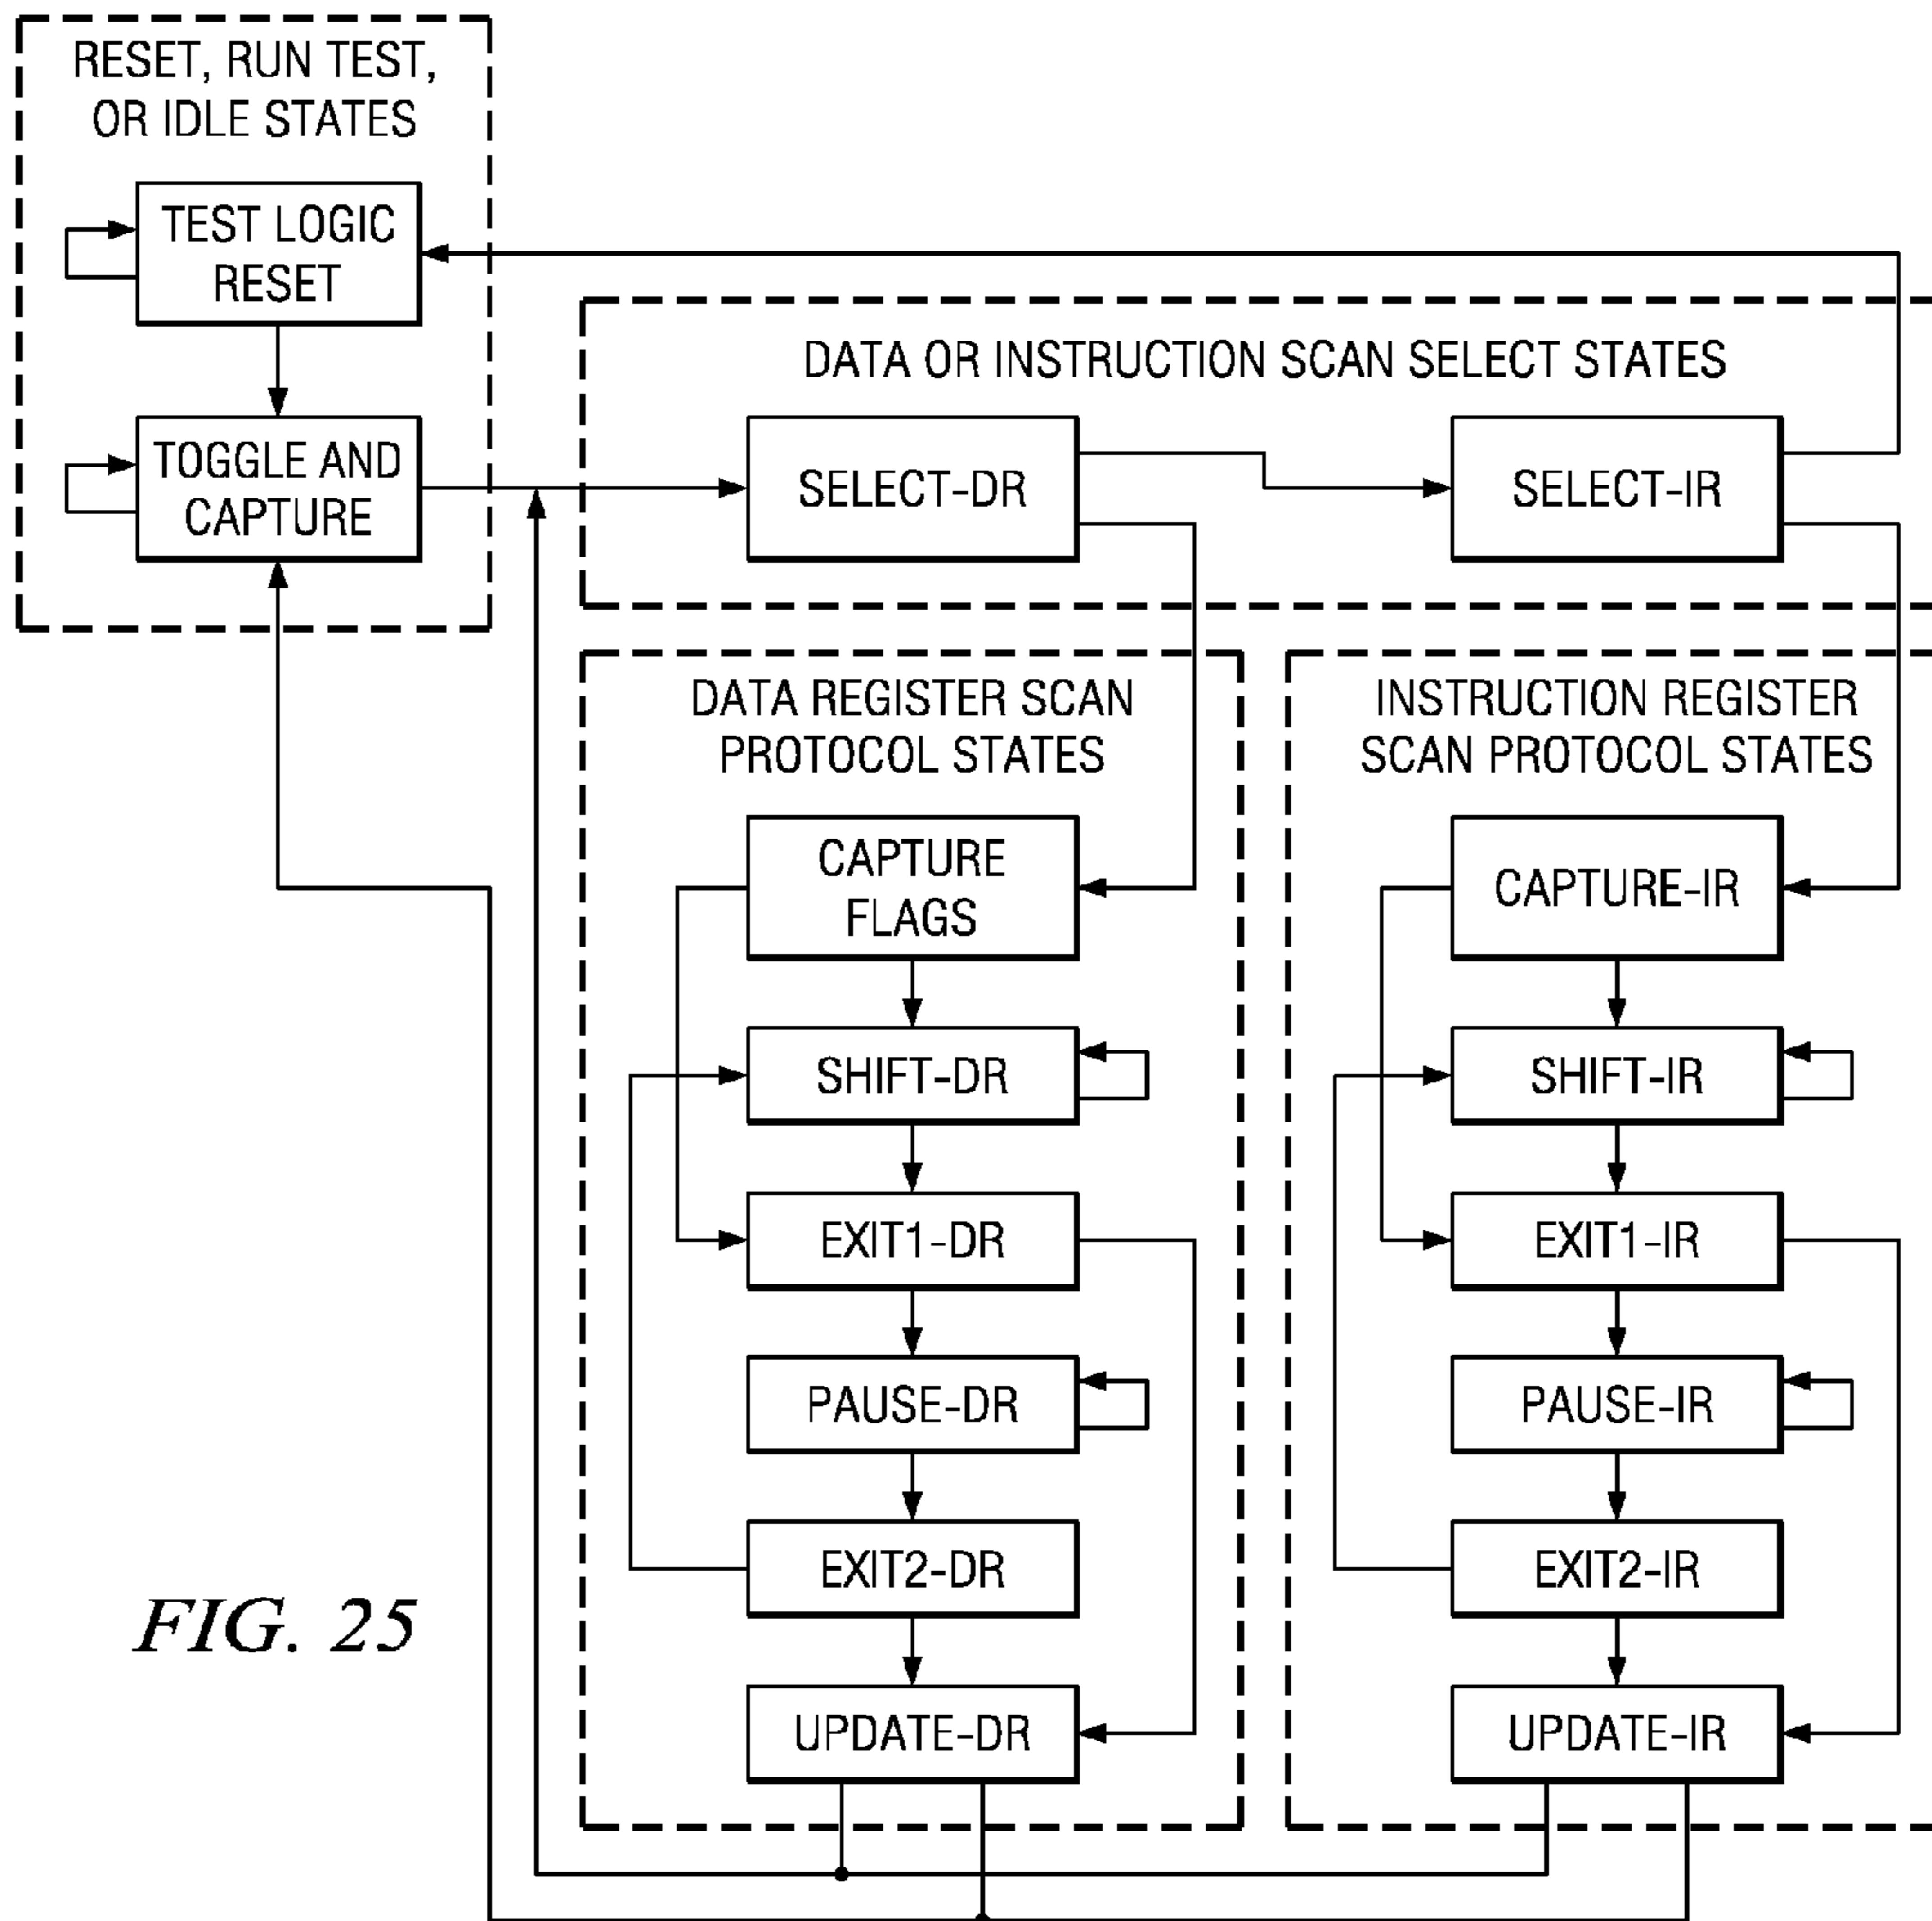 RESET, RUN TEST,
OR IDLE STATES
TEST LOGIC
RESET
TOGGLE AND
CAPTURE
DATA OR INSTRUCTION SCAN SELECT STATES
SELECT-DR
SELECT-IR
DATA REGISTER SCAN
PROTOCOL STATES
CAPTURE
FLAGS
SHIFT-DR
EXIT1-DR
PAUSE-DR
EXIT2-DR
UPDATE-DR
INSTRUCTION REGISTER
SCAN PROTOCOL STATES
CAPTURE-IR
SHIFT-IR
EXIT1-IR
PAUSE-IR
EXIT2-IR
UPDATE-IR
FIG. 25